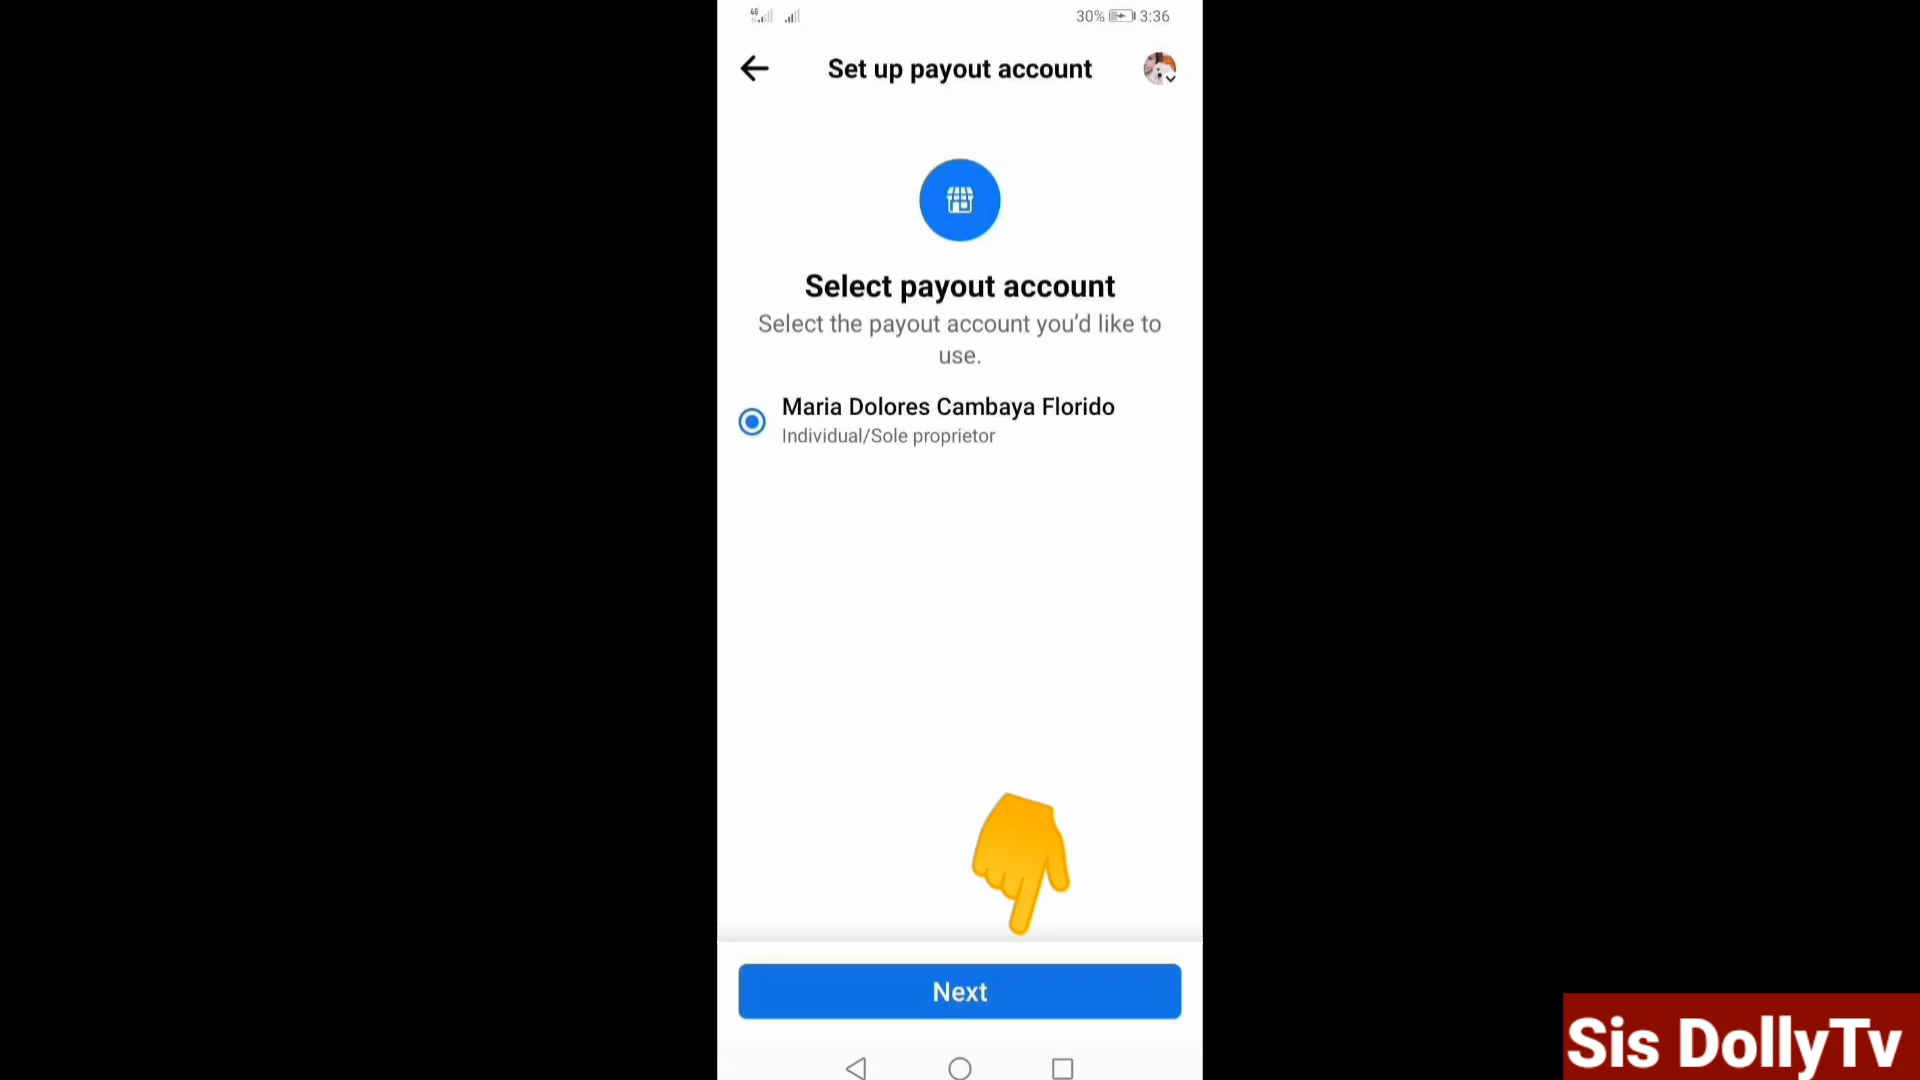 4G
30% 3:36
Set up payout account
Select payout account
Select the payout account you’d like to
use.
Maria Dolores Cambaya Florido
Individual/Sole proprietor
Next
Sis DollyTv